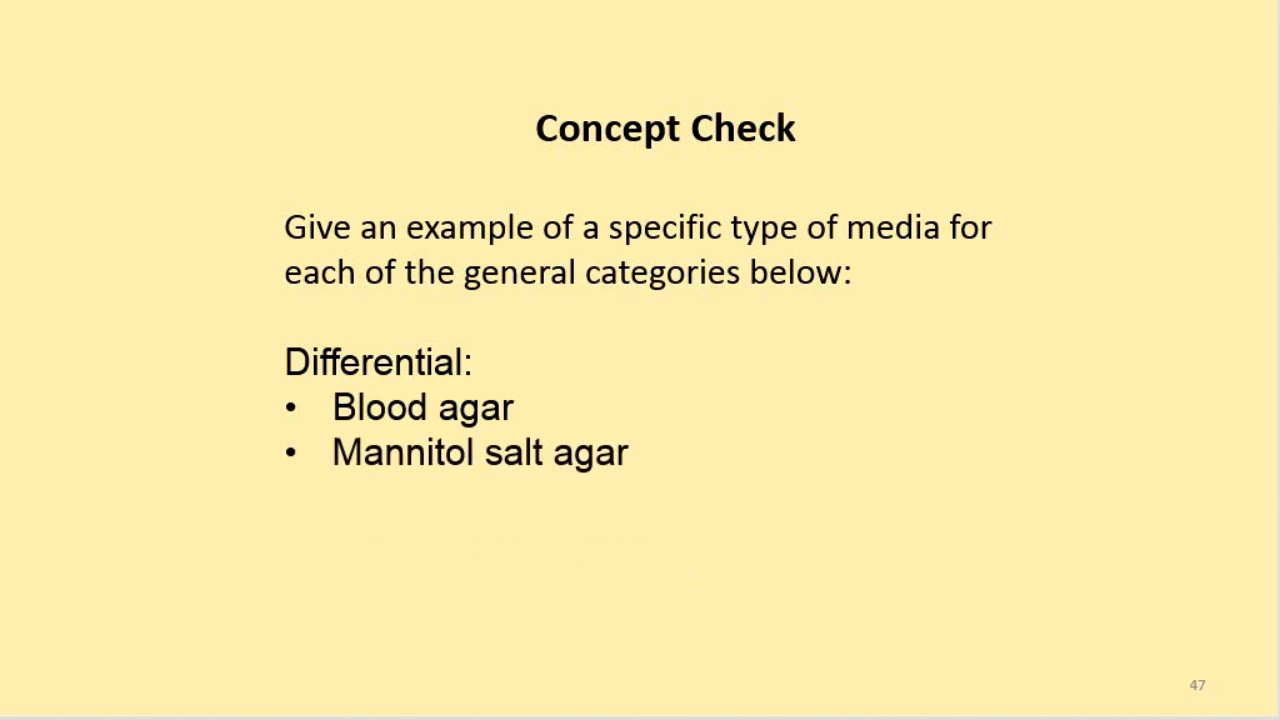 Concept Check
Give an example of a specific type of media for
each of the general categories below:
Differential:
• Blood agar
• Mannitol salt agar
47